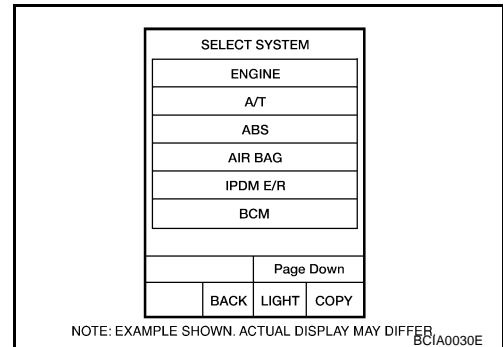 SELECT SYSTEM
ENGINE
A/T
ABS
AIR BAG
IPDM E/R
BCM
Page Down
BACK LIGHT COPY
NOTE: EXAMPLE SHOWN. ACTUAL DISPLAY MAY DIFFER.
BCIA0030E